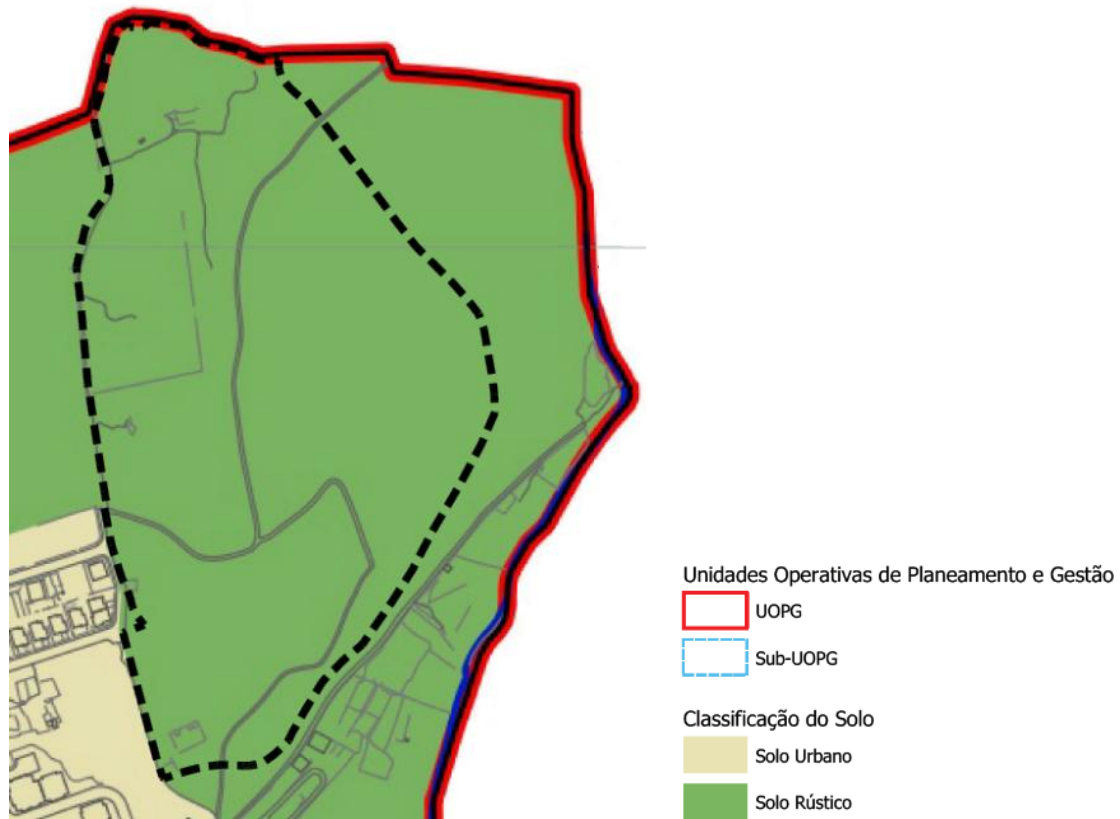 Unidades Operativas de Planeamento e Gestão
UOPG
Sub-UOPG
Classificação do Solo
Solo Urbano
Solo Rústico